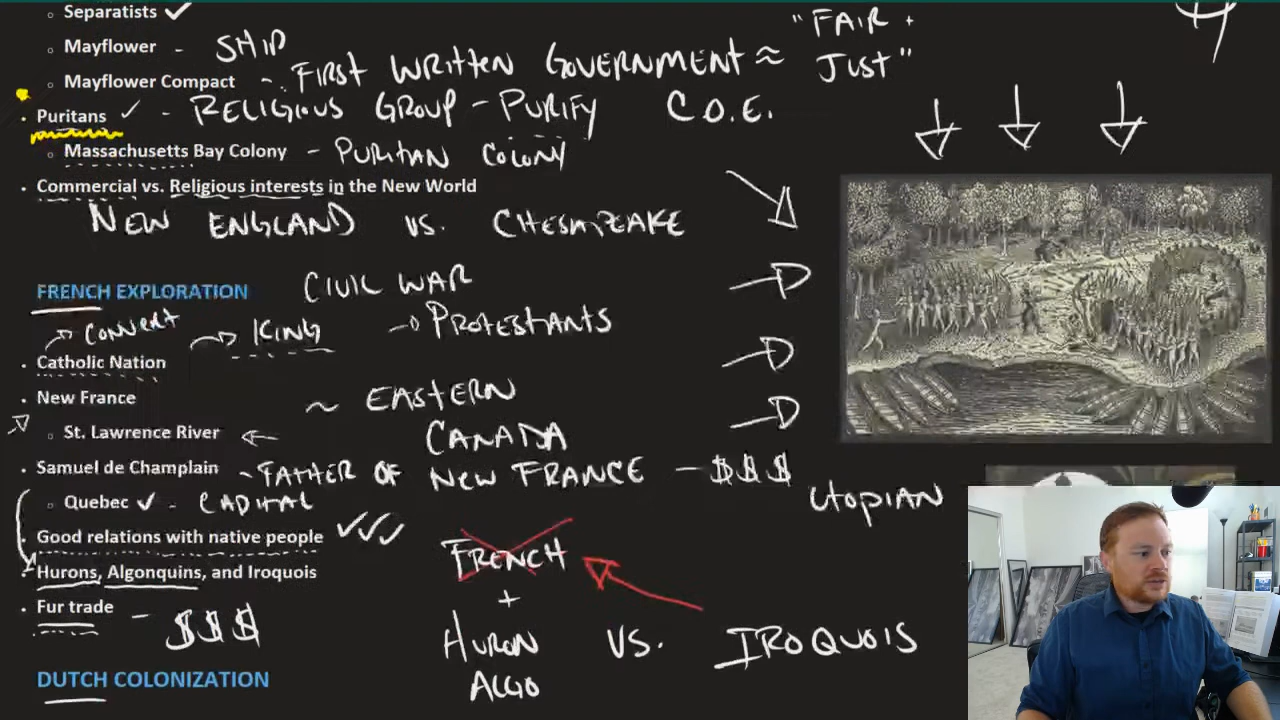 Separatists ✓
"FAIR +
JUST"
Mayflower - SHIP
Mayflower Compact - FIRST WRITTEN GOVERNMENT ≈
Puritans ✓ - RELIGIOUS GROUP - PURIFY C.O.E.
Massachusetts Bay Colony - PURITAN COLONY
Commercial vs. Religious interests in the New World
NEW ENGLAND vs. CHESAPEAKE
FRENCH EXPLORATION
CIVIL WAR
CONVERT
KING
PROTESTANTS
Catholic Nation
New France ~ EASTERN
CANADA
St. Lawrence River
Samuel de Champlain ~ FATHER OF NEW FRANCE - $$$
Quebec ✓ - CAPITAL
UTOPIAN
Good relations with native people ✓✓✓
Hurons, Algonquins, and Iroquois
Fur trade - $$$
FRENCH
+
HURON
ALGO
VS. IROQUOIS
DUTCH COLONIZATION